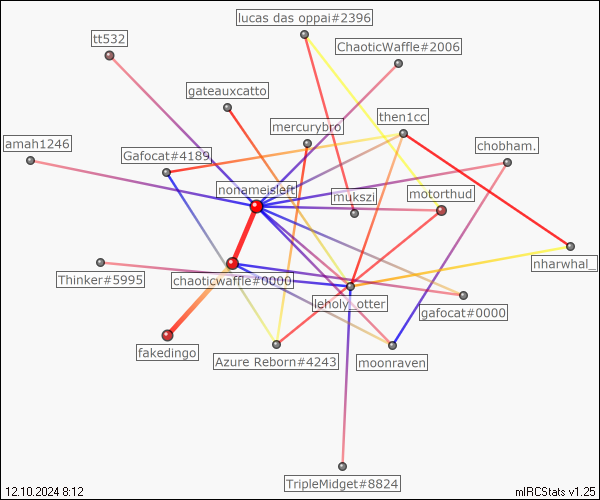 lucas das oppai#2396
tt532
ChaoticWaffle#2006
gateauxcatto
then1cc
mercurybro
amah1246
chobham.
Gafocat#4189
nonameisleft
mukszi
motorthud
nharwhal_
Thinker#5995
chaoticwaffle#0000
leholy_otter
gafocat#0000
fakedingo
Azure Reborn#4243
moonraven
TripleMidget#8824
12.10.2024 8:12
mIRCStats v1.25